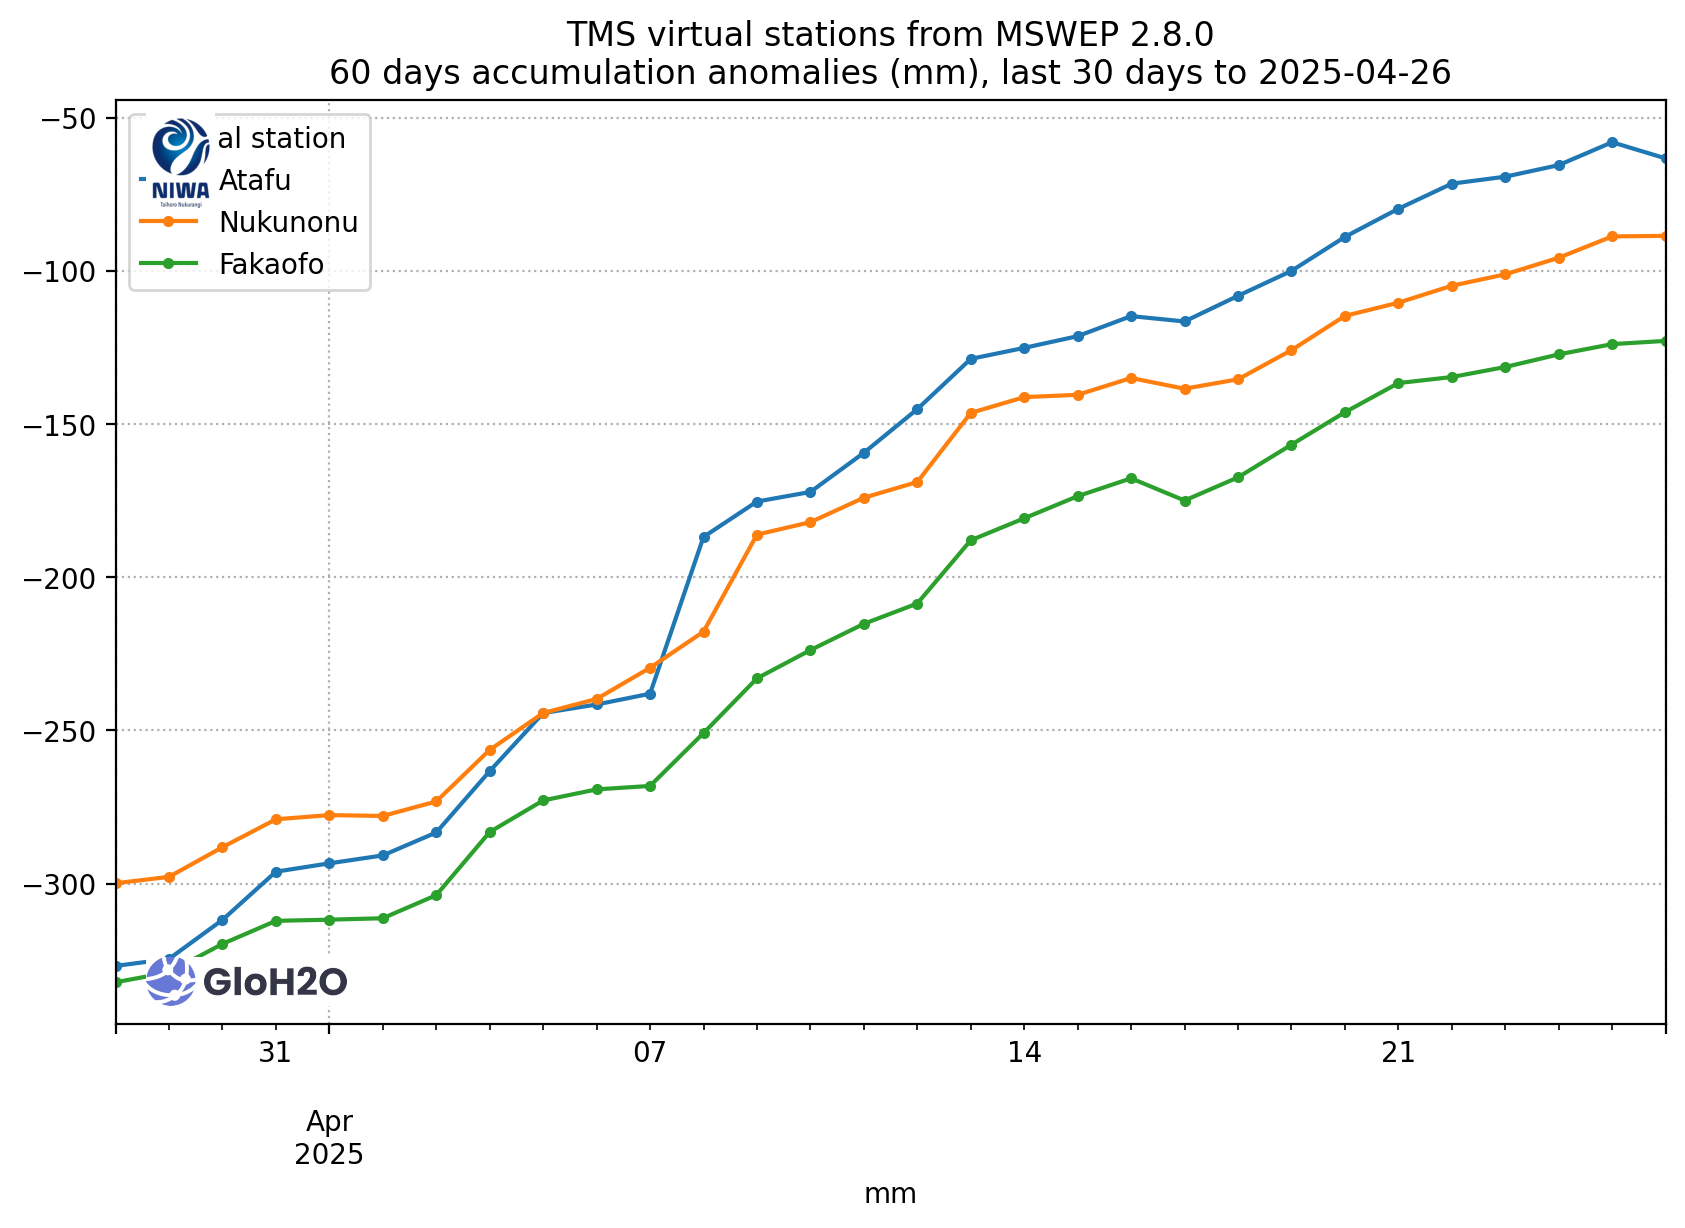 TMS virtual stations from MSWEP 2.8.0
60 days accumulation anomalies (mm), last 30 days to 2025-04-26
−50
−100
−150
−200
−250
−300
al station
Atafu
Nukunonu
Fakaofo
NIWA
Taihoro Nukurangi
GloH2O
31
07
14
21
Apr
2025
mm